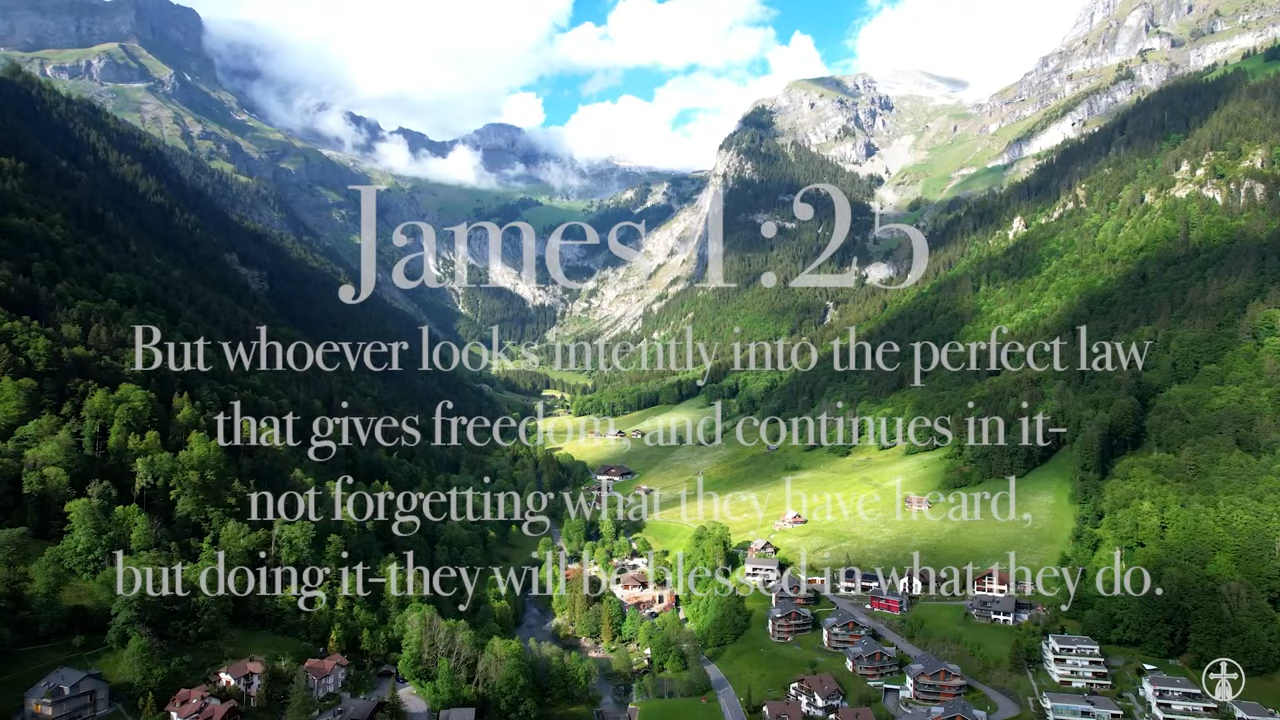 James 1:25
But whoever looks intently into the perfect law
that gives freedom, and continues in it-
not forgetting what they have heard,
but doing it-they will be blessed in what they do.